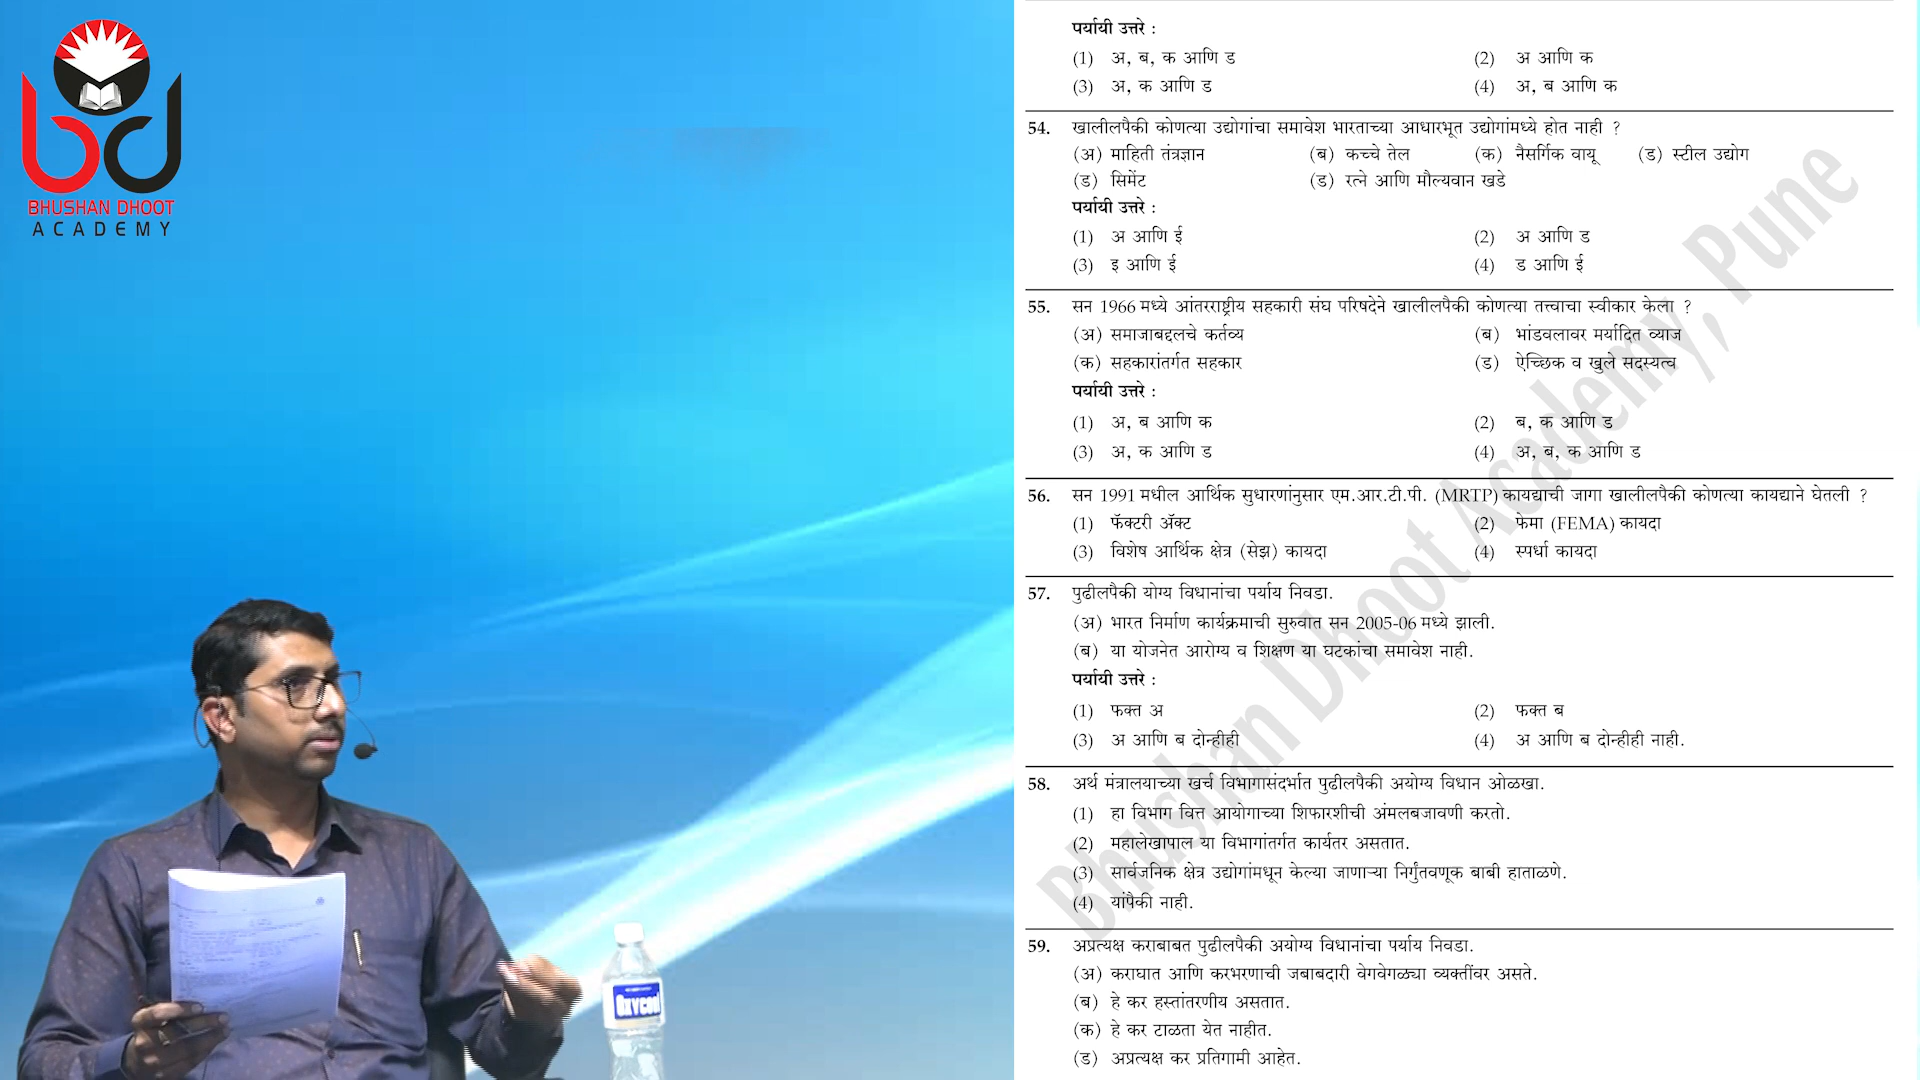 BHUSHAN DHOOT
ACADEMY
पर्यायी उत्तरे :
(1) अ, ब, क आणि ड (2) अ आणि क
(3) अ, क आणि ड (4) अ, ब आणि क
54. खालीलपैकी कोणत्या उद्योगांचा समावेश भारताच्या आधारभूत उद्योगांमध्ये होत नाही ?
(अ) माहिती तंत्रज्ञान (ब) कच्चे तेल (क) नैसर्गिक वायू (ड) स्टील उद्योग
(ड) सिमेंट (ड) रत्ने आणि मौल्यवान खडे
पर्यायी उत्तरे :
(1) अ आणि ई (2) अ आणि ड
(3) इ आणि ई (4) ड आणि ई
55. सन 1966 मध्ये आंतरराष्ट्रीय सहकारी संघ परिषदेने खालीलपैकी कोणत्या तत्त्वाचा स्वीकार केला ?
(अ) समाजाबद्दलचे कर्तव्य (ब) भांडवलावर मर्यादित व्याज
(क) सहकारांतर्गत सहकार (ड) ऐच्छिक व खुले सदस्यत्व
पर्यायी उत्तरे :
(1) अ, ब आणि क (2) ब, क आणि ड
(3) अ, क आणि ड (4) अ, ब, क आणि ड
56. सन 1991 मधील आर्थिक सुधारणांनुसार एम.आर.टी.पी. (MRTP) कायद्याची जागा खालीलपैकी कोणत्या कायद्याने घेतली ?
(1) फॅक्टरी ॲक्ट (2) फेमा (FEMA) कायदा
(3) विशेष आर्थिक क्षेत्र (सेझ) कायदा (4) स्पर्धा कायदा
57. पुढीलपैकी योग्य विधानांचा पर्याय निवडा.
(अ) भारत निर्माण कार्यक्रमाची सुरुवात सन 2005-06 मध्ये झाली.
(ब) या योजनेत आरोग्य व शिक्षण या घटकांचा समावेश नाही.
पर्यायी उत्तरे :
(1) फक्त अ (2) फक्त ब
(3) अ आणि ब दोन्हीही (4) अ आणि ब दोन्हीही नाही.
58. अर्थ मंत्रालयाच्या खर्च विभागासंदर्भात पुढीलपैकी अयोग्य विधान ओळखा.
(1) हा विभाग वित्त आयोगाच्या शिफारशीची अंमलबजावणी करतो.
(2) महालेखापाल या विभागांतर्गत कार्यतर असतात.
(3) सार्वजनिक क्षेत्र उद्योगांमधून केल्या जाणाऱ्या निर्गुंतवणूक बाबी हाताळणे.
(4) यांपैकी नाही.
59. अप्रत्यक्ष कराबाबत पुढीलपैकी अयोग्य विधानांचा पर्याय निवडा.
(अ) कराघात आणि करभरणाची जबाबदारी वेगवेगळ्या व्यक्तींवर असते.
(ब) हे कर हस्तांतरणीय असतात.
(क) हे कर टाळता येत नाहीत.
(ड) अप्रत्यक्ष कर प्रतिगामी आहेत.
Bhushan Dhoot Academy, Pune
OXYCOOL